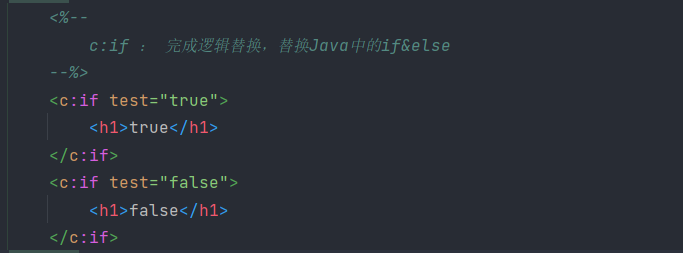 <%--
c:if ： 完成逻辑替换，替换Java中的if&else
--%>
<c:if test="true">
<h1>true</h1>
</c:if>
<c:if test="false">
<h1>false</h1>
</c:if>